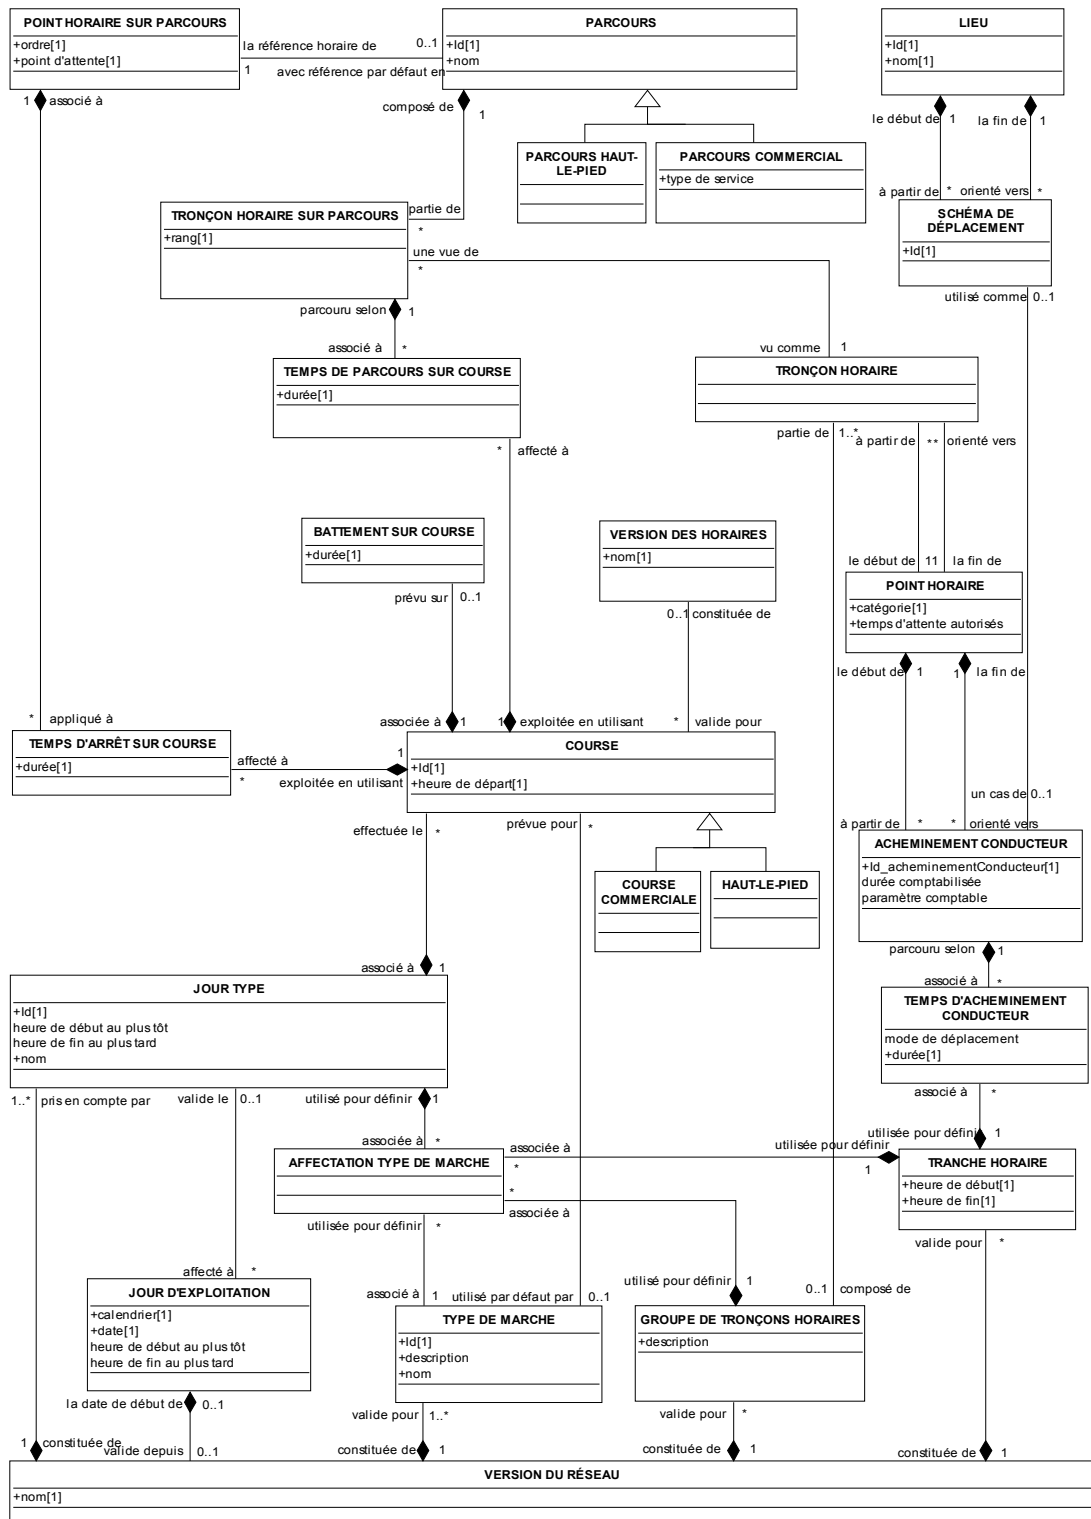 POINT HORAIRE SUR PARCOURS
+ordre[1]
+point d'attente[1]
la référence horaire de
0..1
1
avec référence par défaut en
PARCOURS
+Id[1]
+nom
LIEU
+Id[1]
+nom[1]
1
associé à
composé de
1
le début de
1
la fin de
1
PARCOURS HAUT-
LE-PIED
PARCOURS COMMERCIAL
+type de service
à partir de
*
orienté vers
*
partie de
*
TRONÇON HORAIRE SUR PARCOURS
+rang[1]
SCHÉMA DE
DÉPLACEMENT
+Id[1]
une vue de
*
utilisé comme
0..1
parcouru selon
1
associé à
*
vu comme
1
TEMPS DE PARCOURS SUR COURSE
+durée[1]
TRONÇON HORAIRE
partie de
1..*
à partir de
*
*
orienté vers
*
affecté à
BATTEMENT SUR COURSE
+durée[1]
VERSION DES HORAIRES
+nom[1]
le début de
1
1
la fin de
POINT HORAIRE
+catégorie[1]
+temps d'attente autorisés
prévu sur
0..1
0..1
constituée de
le début de
1
1
la fin de
*
appliqué à
associée à
1
1
exploitée en utilisant
*
valide pour
TEMPS D'ARRÊT SUR COURSE
+durée[1]
affecté à
*
1
exploitée en utilisant
COURSE
+Id[1]
+heure de départ[1]
un cas de
0..1
effectuée le
*
prévue pour
*
à partir de
*
*
orienté vers
ACHEMINEMENT CONDUCTEUR
+Id_acheminementConducteur[1]
durée comptabilisée
paramètre comptable
COURSE
COMMERCIALE
HAUT-LE-PIED
parcouru selon
1
associé à
1
associé à
*
JOUR TYPE
+Id[1]
heure de début au plus tôt
heure de fin au plus tard
+nom
TEMPS D'ACHEMINEMENT
CONDUCTEUR
mode de déplacement
+durée[1]
1..*
pris en compte par
valide le
0..1
utilisé pour définir
1
associé à
*
associée à
*
associée à
*
utilisée pour définir
1
utilisée pour définir
1
AFFECTATION TYPE DE MARCHE
TRANCHE HORAIRE
+heure de début[1]
+heure de fin[1]
*
associée à
utilisée pour définir
*
valide pour
*
affecté à
*
associé à
1
utilisé par défaut par
0..1
utilisé pour définir
1
0..1
composé de
JOUR D'EXPLOITATION
+calendrier[1]
+date[1]
heure de début au plus tôt
heure de fin au plus tard
TYPE DE MARCHE
+Id[1]
+description
+nom
GROUPE DE TRONÇONS HORAIRES
+description
la date de début de
0..1
valide pour
1..*
valide pour
*
1
constituée de
valide depuis
0..1
constituée de
1
constituée de
1
constituée de
1
VERSION DU RÉSEAU
+nom[1]